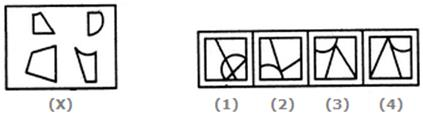 (X) (1) (2) (3) (4)